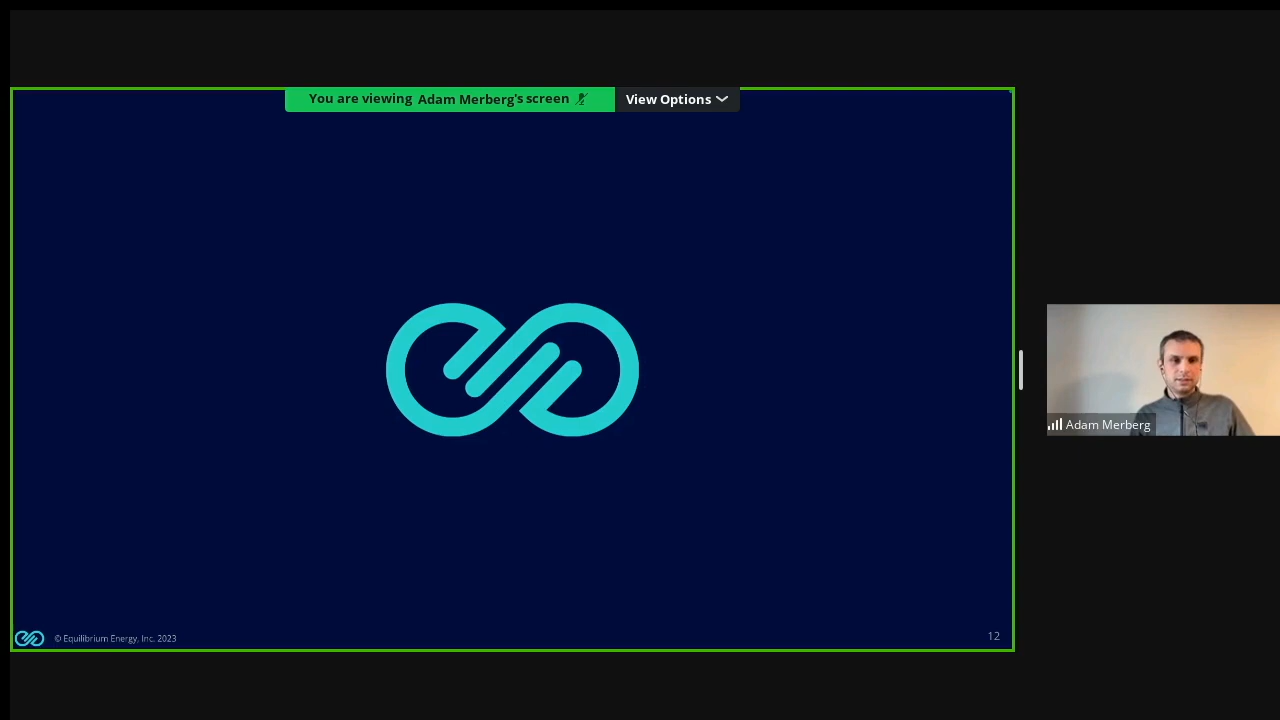 You are viewing Adam Merberg's screen
View Options
Adam Merberg
© Equilibrium Energy, Inc. 2023
12